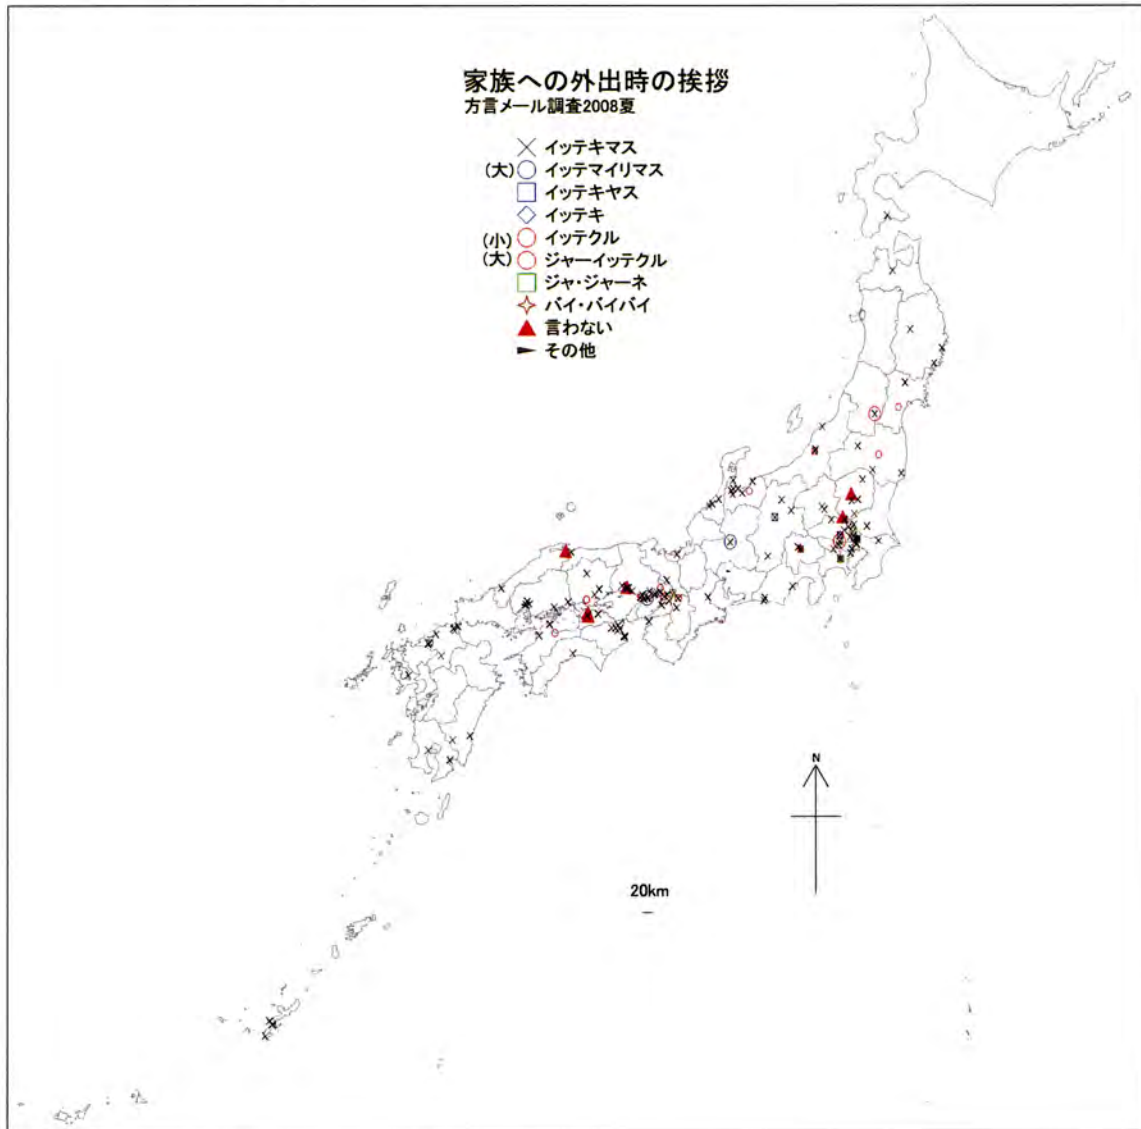 家族への外出時の挨拶
方言メール調査2008夏
イッテキマス
(大) イッテマイリマス
イッテキヤス
イッテキ
(小) イッテクル
(大) ジャーイッテクル
ジャ・ジャーネ
バイ・バイバイ
言わない
その他
N
20km